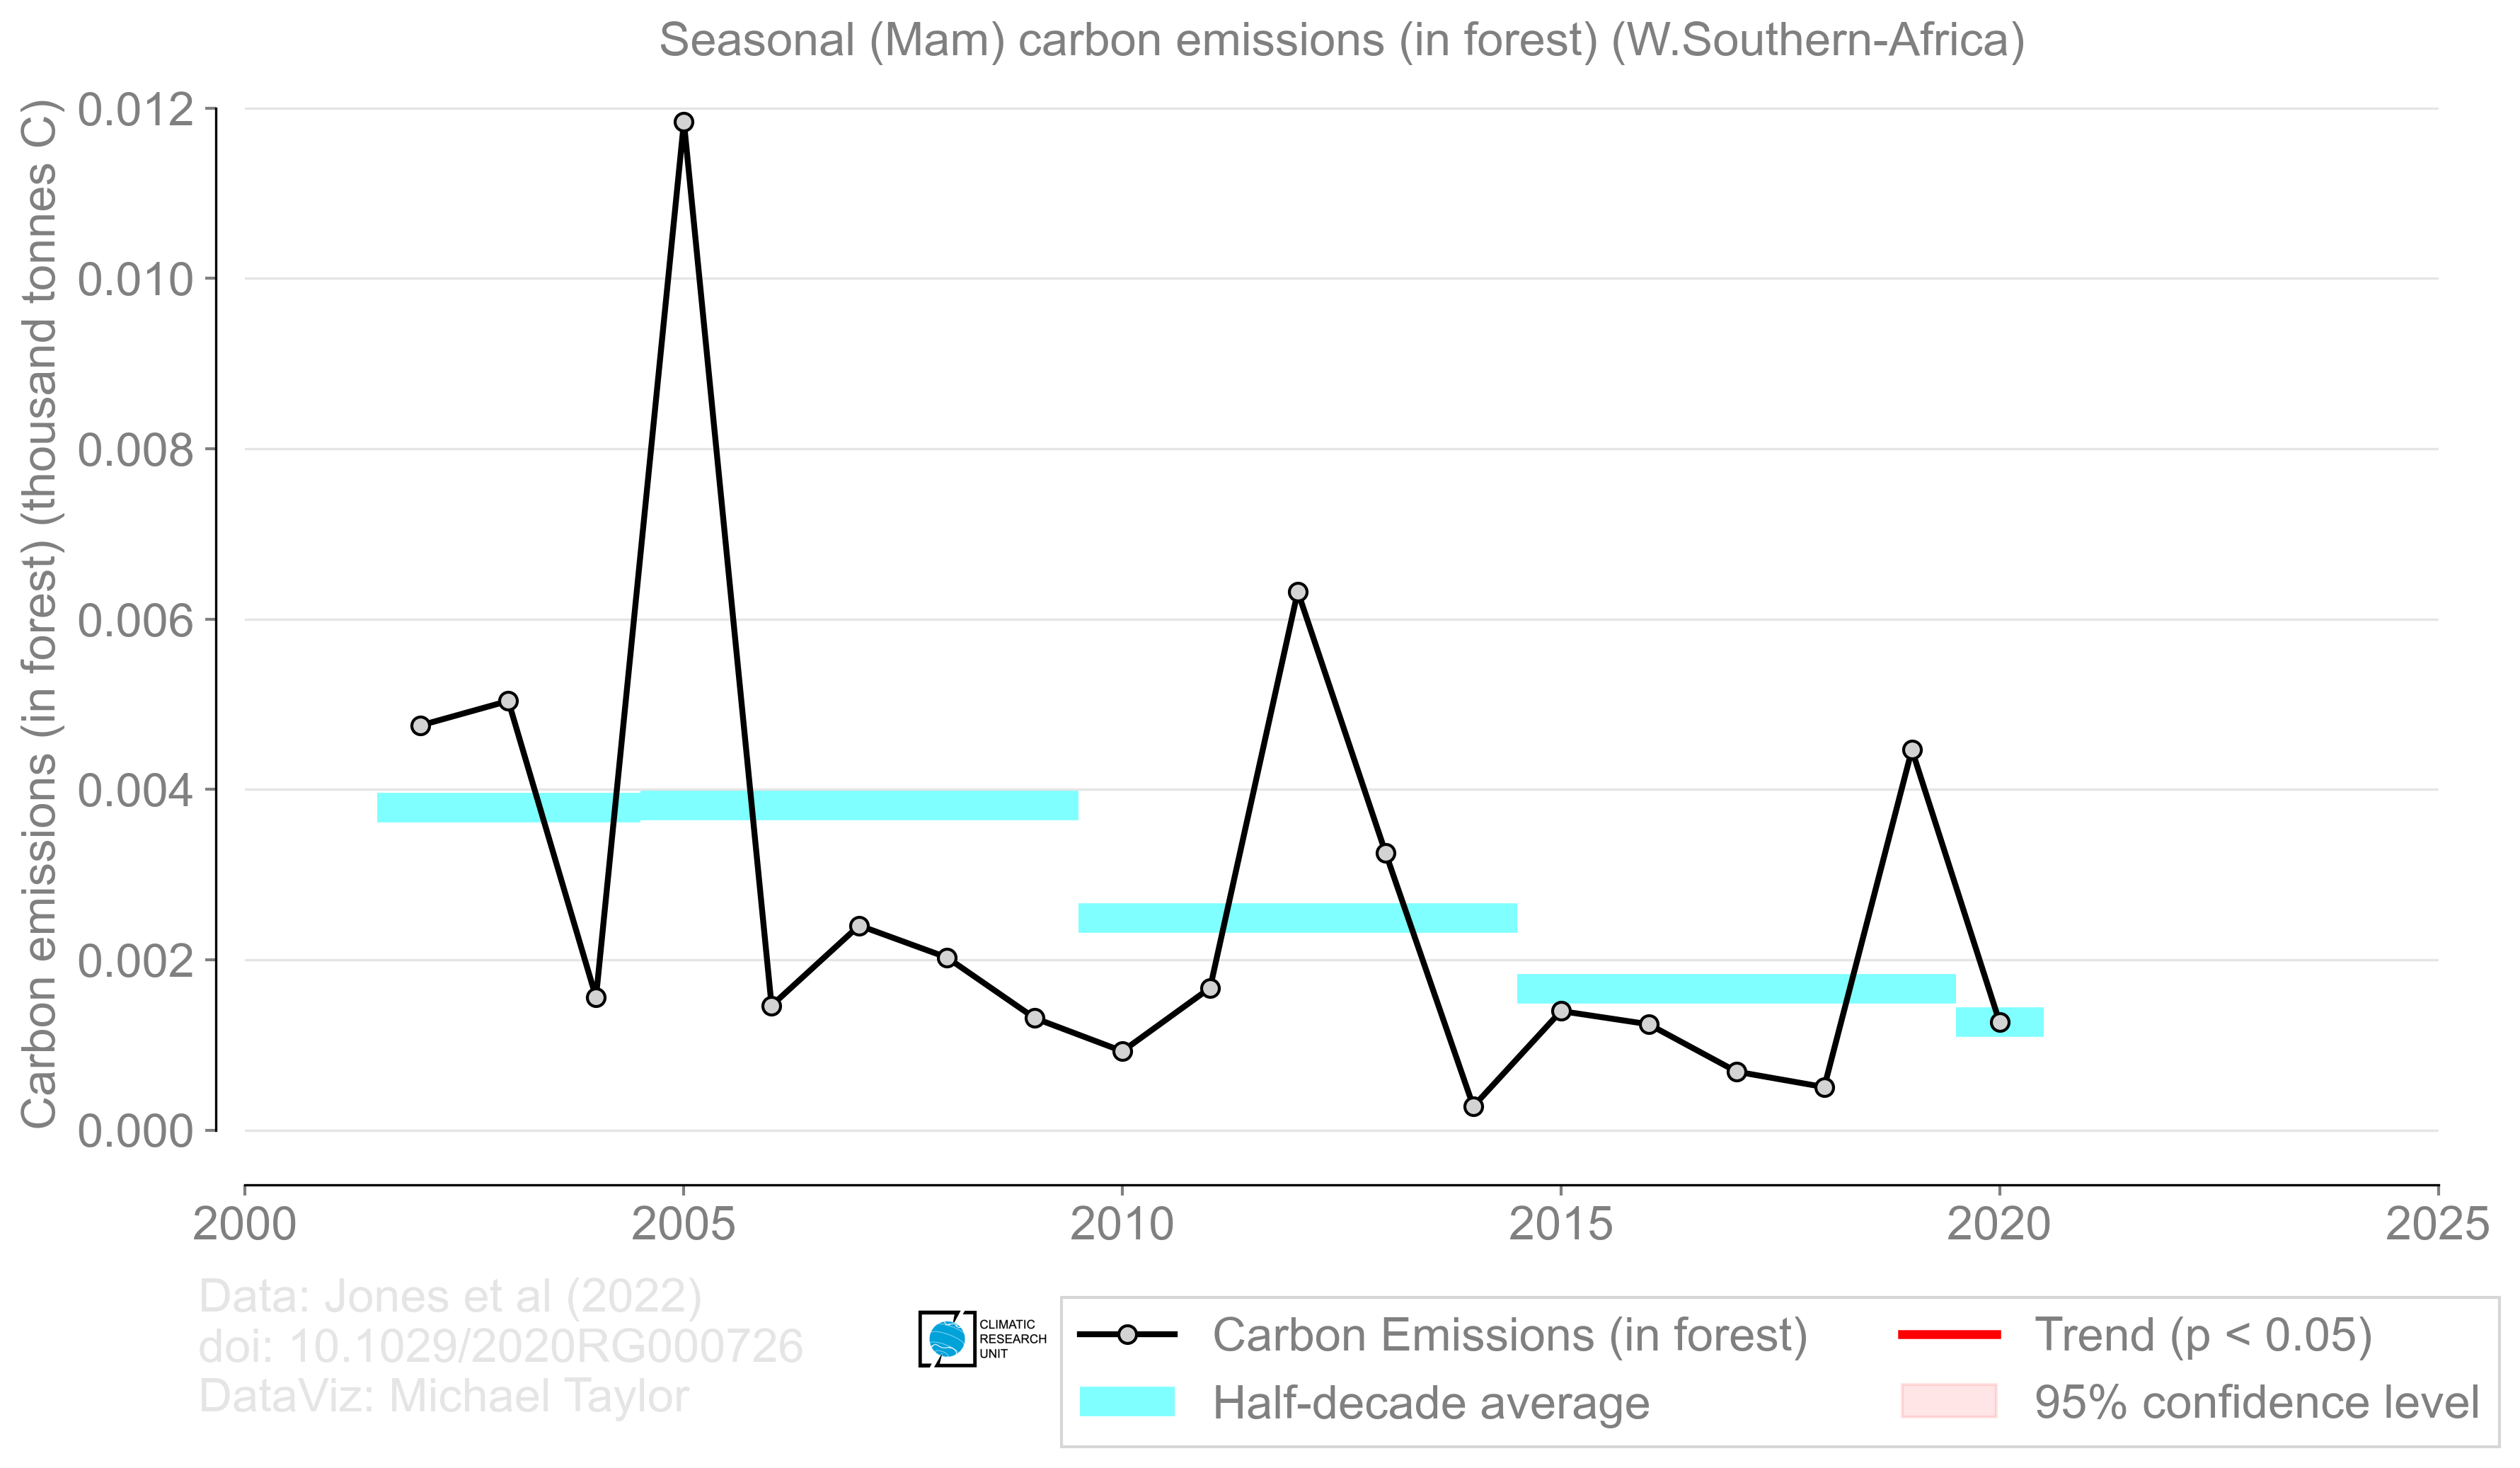 Seasonal (Mam) carbon emissions (in forest) (W.Southern-Africa)
Carbon emissions (in forest) (thousand tonnes C)
0.012
0.010
0.008
0.006
0.004
0.002
0.000
2000 2005 2010 2015 2020 2025
Data: Jones et al (2022)
doi: 10.1029/2020RG000726
DataViz: Michael Taylor
CLIMATIC
RESEARCH
UNIT
Carbon Emissions (in forest)
Half-decade average
Trend (p < 0.05)
95% confidence level